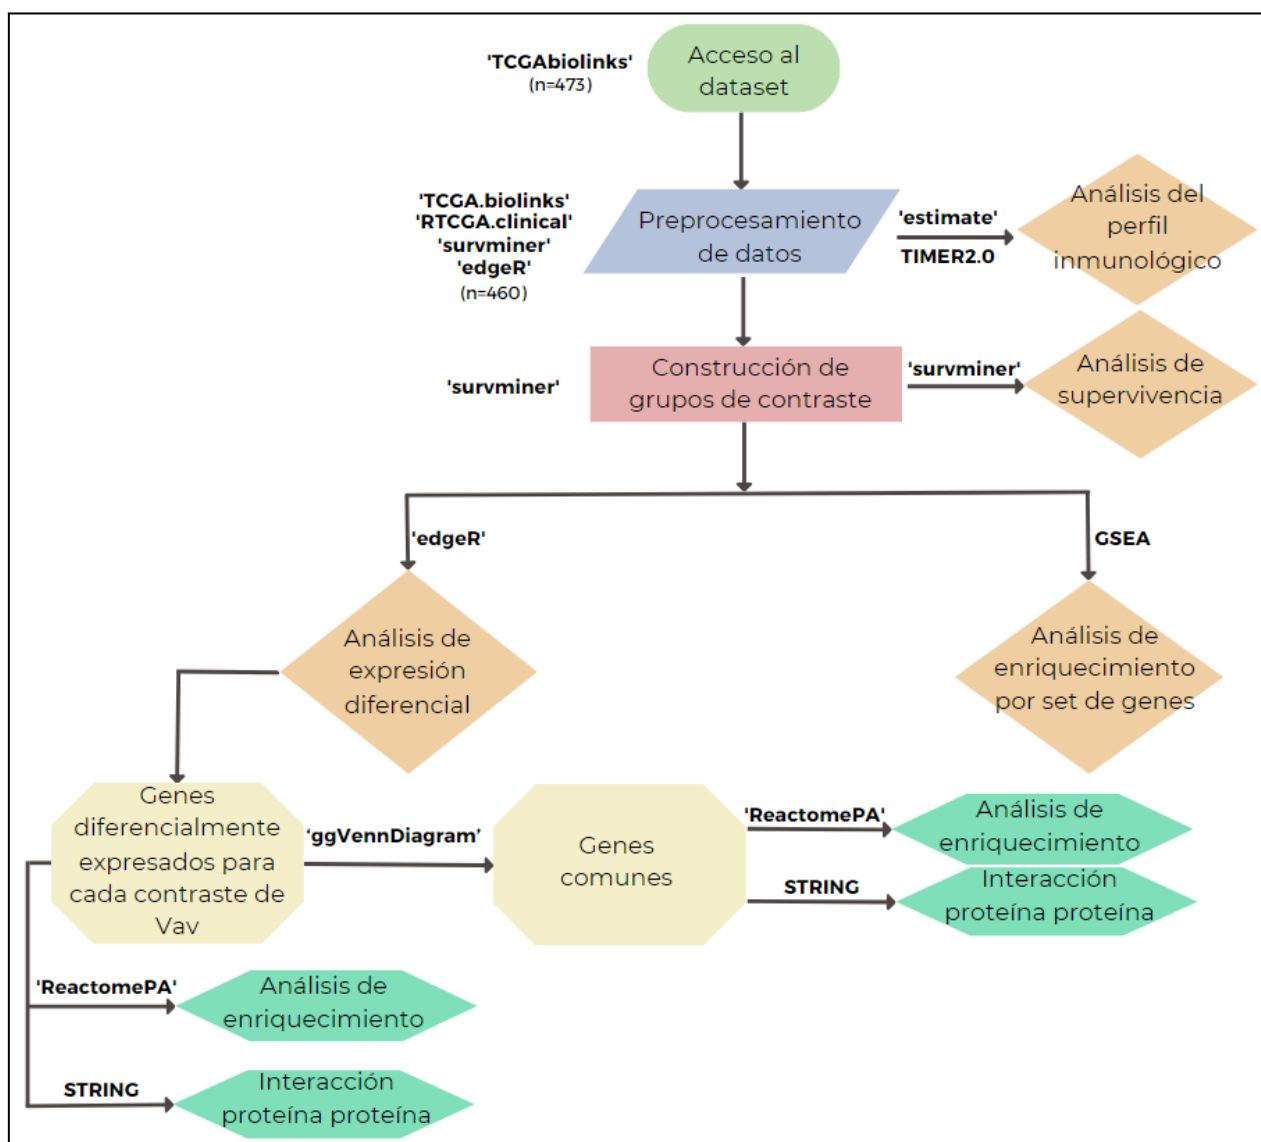 'TCGAbiolinks'
(n=473)
Acceso al
dataset
'TCGA.biolinks'
'RTCGA.clinical'
'survminer'
'edgeR'
(n=460)
Preprocesamiento
de datos
'estimate'
TIMER2.0
Análisis del
perfil
inmunológico
'survminer'
Construcción de
grupos de contraste
'survminer'
Análisis de
supervivencia
'edgeR'
GSEA
Análisis de
expresión
diferencial
Análisis de
enriquecimiento
por set de genes
Genes
diferencialmente
expresados para
cada contraste de
Vav
'ggVennDiagram'
Genes
comunes
'ReactomePA'
Análisis de
enriquecimiento
STRING
Interacción
proteína proteína
'ReactomePA'
Análisis de
enriquecimiento
STRING
Interacción
proteína proteína